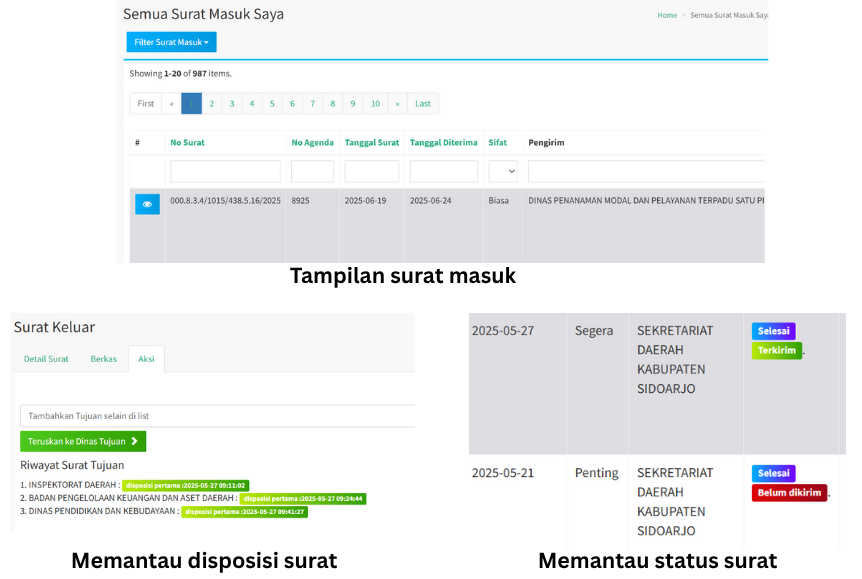 Semua Surat Masuk Saya
Home > Semua Surat Masuk Saya
Filter Surat Masuk
Showing 1-20 of 987 items.
First « 1 2 3 4 5 6 7 8 9 10 » Last
# No Surat No Agenda Tanggal Surat Tanggal Diterima Sifat Pengirim
000.8.3.4/1015/438.5.16/2025 8925 2025-06-19 2025-06-24 Biasa DINAS PENANAMAN MODAL DAN PELAYANAN TERPADU SATU
Tampilan surat masuk
Surat Keluar
Detail Surat Berkas Aksi
Tambahkan Tujuan selain di list
Teruskan ke Dinas Tujuan
Riwayat Surat Tujuan
1. INSPEKTORAT DAERAH : disposisi pertama :2025-05-27 09:11:02
2. BADAN PENGELOLAAN KEUANGAN DAN ASET DAERAH : disposisi pertama :2025-05-27 09:24:44
3. DINAS PENDIDIKAN DAN KEBUDAYAAN : disposisi pertama :2025-05-27 09:41:27
Memantau disposisi surat
2025-05-27 Segera SEKRETARIAT Selesai
DAERAH Terkirim .
KABUPATEN
SIDOARJO
2025-05-21 Penting SEKRETARIAT Selesai
DAERAH Belum dikirim .
KABUPATEN
SIDOARJO
Memantau status surat